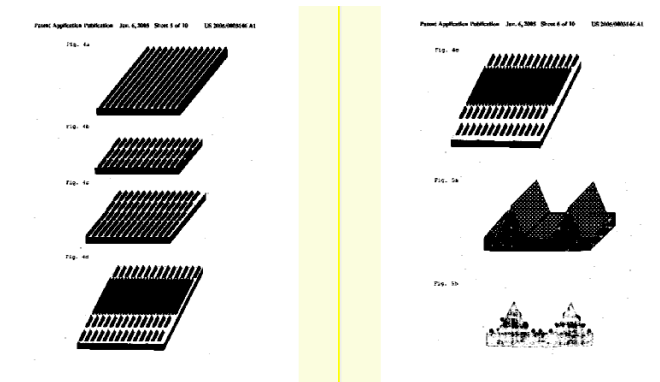 Patent Application Publication Jan. 6, 2005 Sheet 5 of 10 US 2005/0003146 A1
Fig. 4a
Fig. 4b
Fig. 4c
Fig. 4d
Patent Application Publication Jan. 6, 2005 Sheet 6 of 10 US 2005/0003146 A1
Fig. 4e
Fig. 5a
Fig. 5b